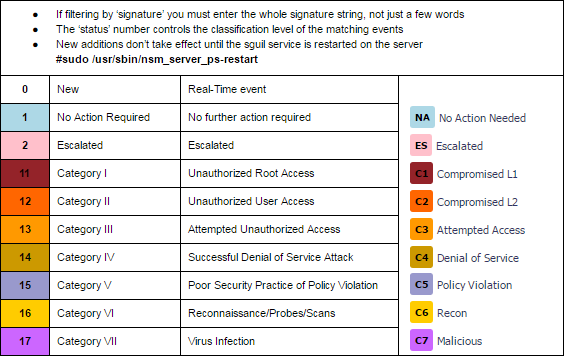 • If filtering by ‘signature’ you must enter the whole signature string, not just a few words
• The ‘status’ number controls the classification level of the matching events
• New additions don’t take effect until the sguil service is restarted on the server
#sudo /usr/sbin/nsm_server_ps-restart
0 New Real-Time event
1 No Action Required No further action required NA No Action Needed
2 Escalated Escalated ES Escalated
11 Category I Unauthorized Root Access C1 Compromised L1
12 Category II Unauthorized User Access C2 Compromised L2
13 Category III Attempted Unauthorized Access C3 Attempted Access
14 Category IV Successful Denial of Service Attack C4 Denial of Service
15 Category V Poor Security Practice of Policy Violation C5 Policy Violation
16 Category VI Reconnaissance/Probes/Scans C6 Recon
17 Category VII Virus Infection C7 Malicious